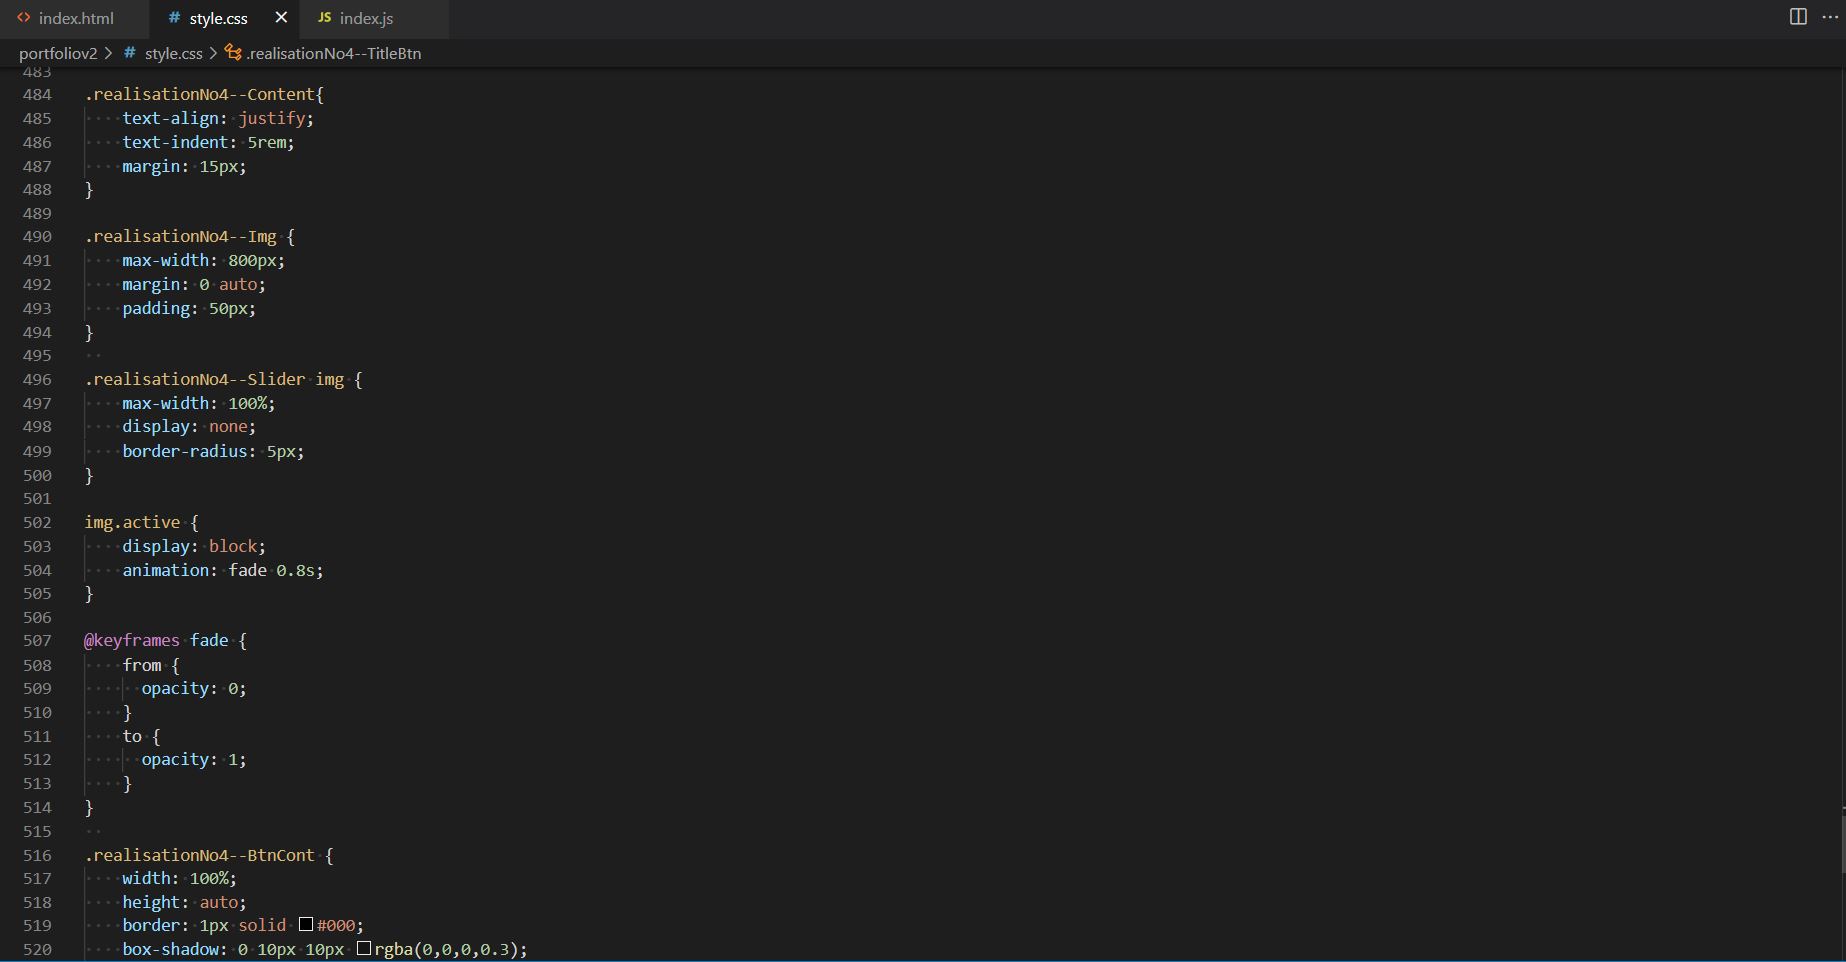 index.html
# style.css
JS index.js
portfoliov2 > # style.css > .realisationNo4--TitleBtn
483
484 .realisationNo4--Content{
485     text-align: justify;
486     text-indent: 5rem;
487     margin: 15px;
488 }
489
490 .realisationNo4--Img {
491     max-width: 800px;
492     margin: 0 auto;
493     padding: 50px;
494 }
495
496 .realisationNo4--Slider img {
497     max-width: 100%;
498     display: none;
499     border-radius: 5px;
500 }
501
502 img.active {
503     display: block;
504     animation: fade 0.8s;
505 }
506
507 @keyframes fade {
508     from {
509       opacity: 0;
510     }
511     to {
512       opacity: 1;
513     }
514 }
515
516 .realisationNo4--BtnCont {
517     width: 100%;
518     height: auto;
519     border: 1px solid #000;
520     box-shadow: 0 10px 10px rgba(0,0,0,0.3);